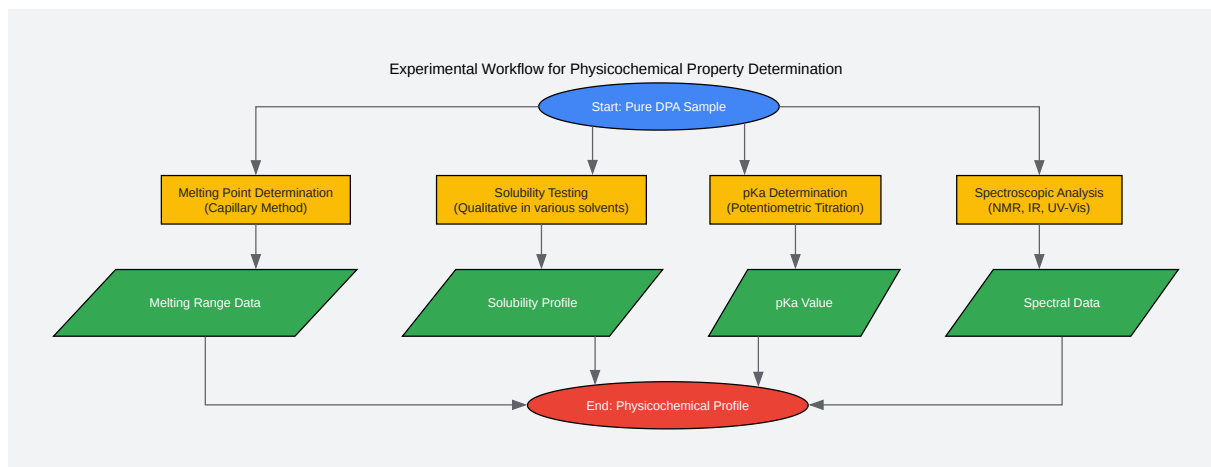 Experimental Workflow for Physicochemical Property Determination
Start: Pure DPA Sample
Melting Point Determination
(Capillary Method)
Solubility Testing
(Qualitative in various solvents)
pKa Determination
(Potentiometric Titration)
Spectroscopic Analysis
(NMR, IR, UV-Vis)
Melting Range Data
Solubility Profile
pKa Value
Spectral Data
End: Physicochemical Profile